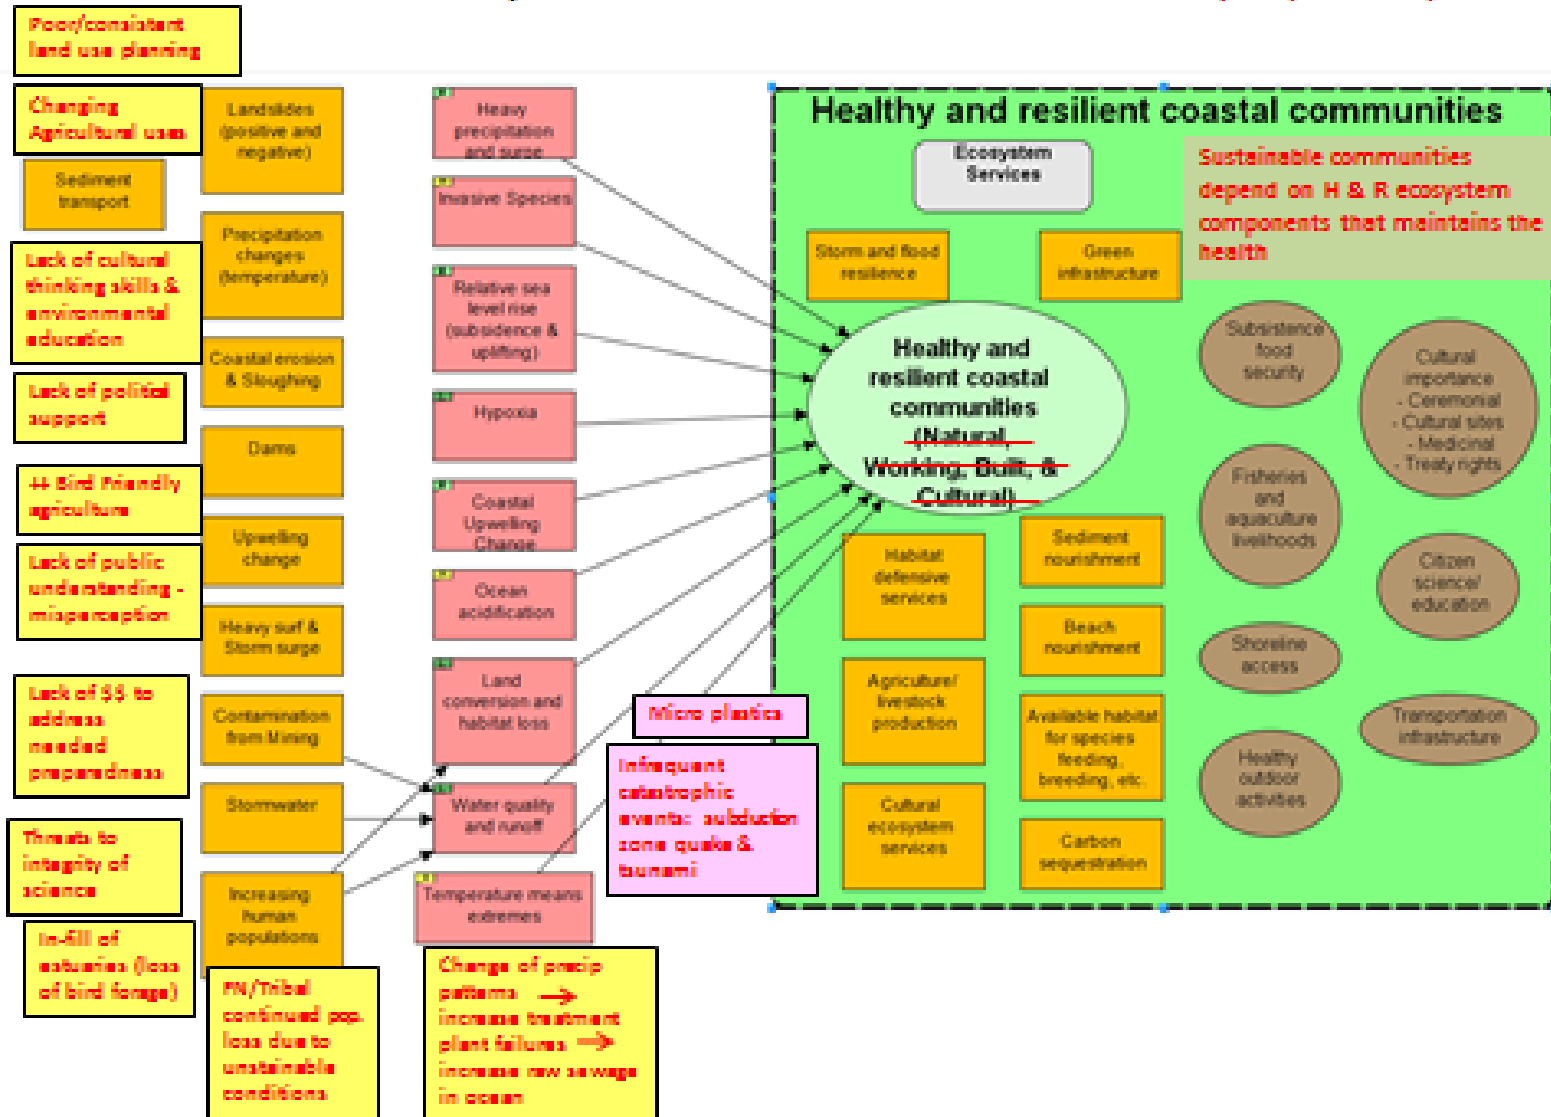 Poor/consistent
land use planning
Changing
Agricultural uses
Sediment
transport
Lack of cultural
thinking skills &
environmental
education
Lack of political
support
++ Bird Friendly
agriculture
Lack of public
understanding -
misperception
Lack of $$ to
address
needed
preparedness
Threats to
integrity of
science
In-fill of
estuaries (loss
of bird forage)
Landslides
(positive and
negative)
Precipitation
changes
(temperature)
Coastal erosion
& Sloughing
Dams
Upwelling
change
Heavy surf &
Storm surge
Contamination
from Mining
Stormwater
Increasing
human
populations
FN/Tribal
continued pop.
loss due to
unstainable
conditions
Heavy
precipitation
and surge
Invasive Species
Relative sea
level rise
(subsidence &
uplifting)
Hypoxia
Coastal
Upwelling
Change
Ocean
acidification
Land
conversion and
habitat loss
Water quality
and runoff
Temperature means
extremes
Change of precip
patterns →
increase treatment
plant failures →
increase raw sewage
in ocean
Micro plastics
Infrequent
catastrophic
events: subduction
zone quake &
tsunami
Healthy and resilient coastal communities
Ecosystem
Services
Sustainable communities
depend on H & R ecosystem
components that maintains the
health
Storm and flood
resilience
Green
infrastructure
Healthy and
resilient coastal
communities
(Natural,
Working, Built, &
Cultural)
Habitat
defensive
services
Agriculture/
livestock
production
Cultural
ecosystem
services
Sediment
nourishment
Beach
nourishment
Available habitat
for species
feeding,
breeding, etc.
Carbon
sequestration
Subsistence
food
security
Fisheries
and
aquaculture
livelihoods
Shoreline
access
Healthy
outdoor
activities
Cultural
importance
- Ceremonial
- Cultural sites
- Medicinal
- Treaty rights
Citizen
science/
education
Transportation
infrastructure